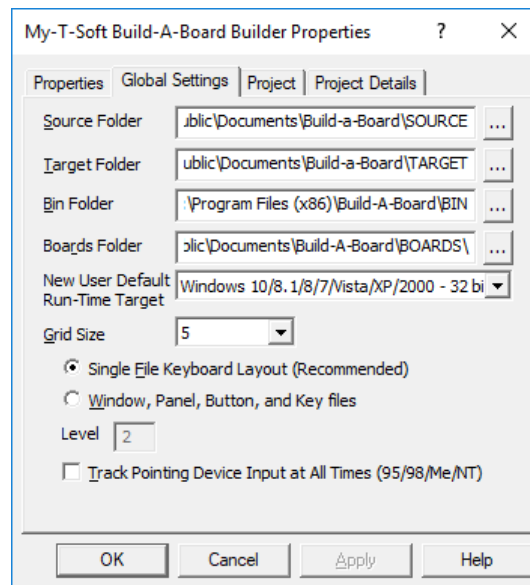 My-T-Soft Build-A-Board Builder Properties ?
Properties Global Settings Project Project Details
Source Folder ublic\Documents\Build-a-Board\SOURCE ...
Target Folder ublic\Documents\Build-a-Board\TARGET ...
Bin Folder :\Program Files (x86)\Build-A-Board\BIN ...
Boards Folder blic\Documents\Build-A-Board\BOARDS\ ...
New User Default
Run-Time Target Windows 10/8.1/8/7/Vista/XP/2000 - 32 bi
Grid Size 5
Single File Keyboard Layout (Recommended)
Window, Panel, Button, and Key files
Level 2
Track Pointing Device Input at All Times (95/98/Me/NT)
OK Cancel Apply Help